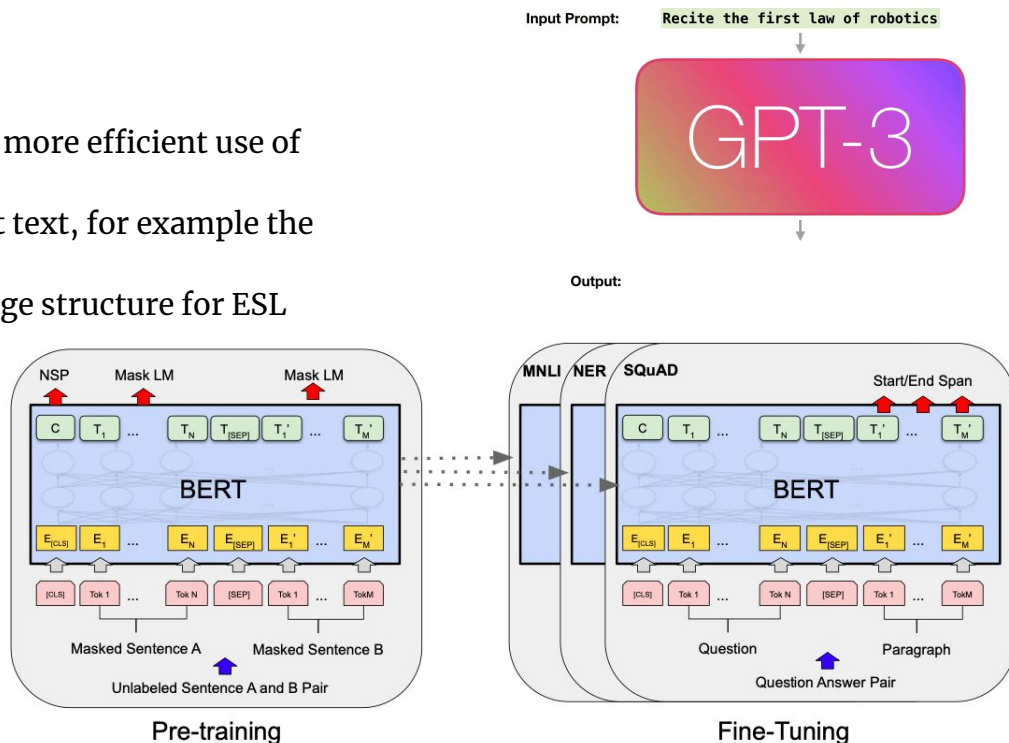 Input Prompt: Recite the first law of robotics
GPT-3
more efficient use of
t text, for example the
ge structure for ESL
Output:
NSP Mask LM Mask LM
C T1 ... TN T[SEP] T1' ... TM'
BERT
E[CLS] E1 ... EN E[SEP] E1' ... EM'
[CLS] Tok 1 ... Tok N [SEP] Tok 1 ... TokM
Masked Sentence A Masked Sentence B
Unlabeled Sentence A and B Pair
Pre-training
MNLI NER SQuAD
Start/End Span
C T1 ... TN T[SEP] T1' ... TM'
BERT
E[CLS] E1 ... EN E[SEP] E1' ... EM'
[CLS] Tok 1 ... Tok N [SEP] Tok 1 ... TokM
Question Paragraph
Question Answer Pair
Fine-Tuning